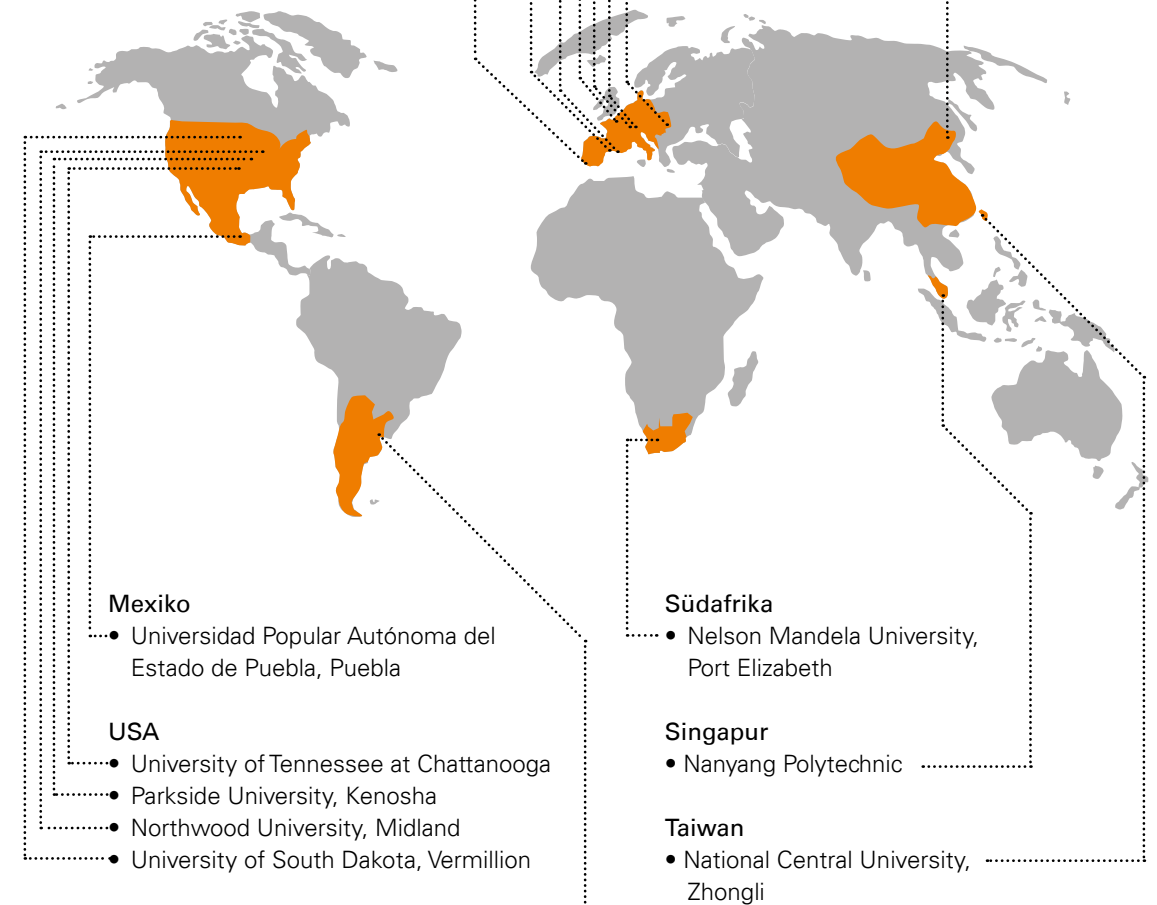 Mexiko
• Universidad Popular Autónoma del
Estado de Puebla, Puebla
USA
• University of Tennessee at Chattanooga
• Parkside University, Kenosha
• Northwood University, Midland
• University of South Dakota, Vermillion
Südafrika
• Nelson Mandela University,
Port Elizabeth
Singapur
• Nanyang Polytechnic
Taiwan
• National Central University,
Zhongli